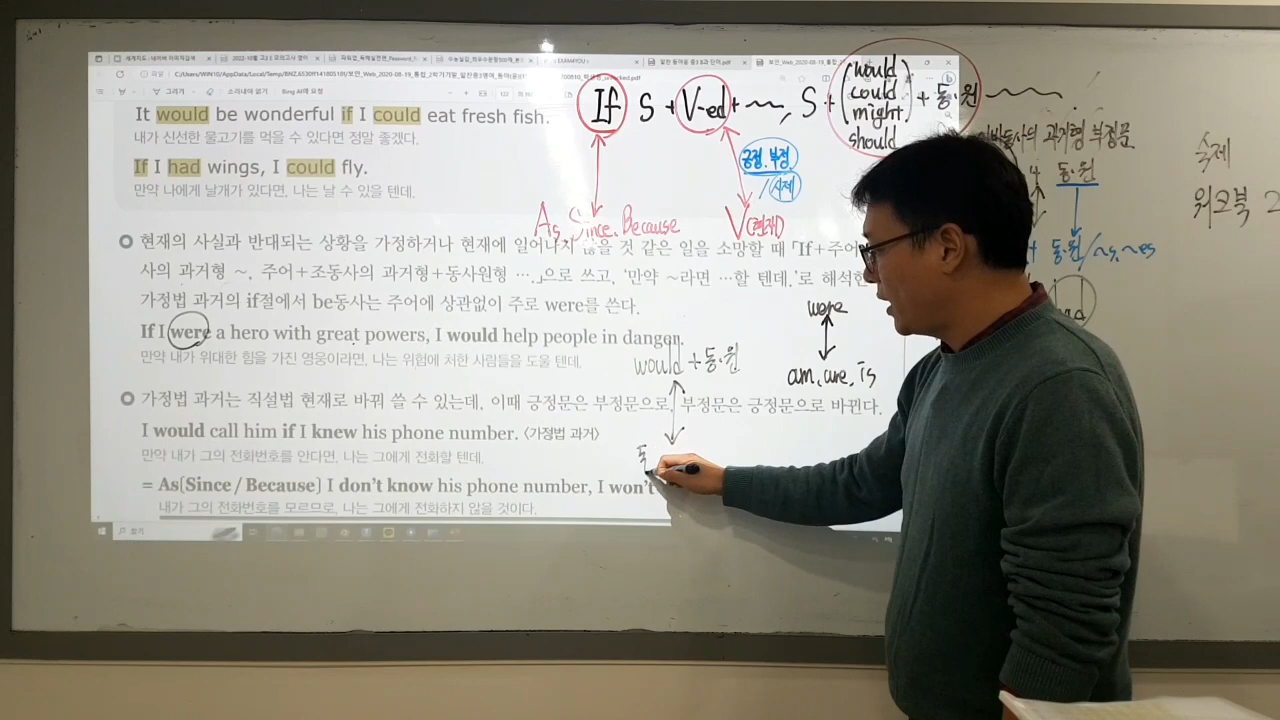 It would be wonderful if I could eat fresh fish.
내가 신선한 물고기를 먹을 수 있다면 정말 좋겠다.
If I had wings, I could fly.
만약 나에게 날개가 있다면, 나는 날 수 있을 텐데.
If S + V-ed + ~~, S + (would could might should) + 동.원 ~~~
긍정.부정
/시제
As, Since, Because
V(현재)
현재의 사실과 반대되는 상황을 가정하거나 현재에 일어나지 않을 것 같은 일을 소망할 때 「If+주어
사의 과거형 ~, 주어+조동사의 과거형+동사원형 ….」으로 쓰고, ‘만약 ~라면 …할 텐데.’로 해석한
가정법 과거의 if절에서 be동사는 주어에 상관없이 주로 were를 쓴다.
If I were a hero with great powers, I would help people in danger.
만약 내가 위대한 힘을 가진 영웅이라면, 나는 위험에 처한 사람들을 도울 텐데.
would + 동.원
were
am, are, is
가정법 과거는 직설법 현재로 바꿔 쓸 수 있는데, 이때 긍정문은 부정문으로, 부정문은 긍정문으로 바뀐다.
I would call him if I knew his phone number. <가정법 과거>
만약 내가 그의 전화번호를 안다면, 나는 그에게 전화할 텐데.
= As[Since / Because] I don't know his phone number, I won't
내가 그의 전화번호를 모르므로, 나는 그에게 전화하지 않을 것이다.
과거형 부정문
동.원
+ 동.원/~s, ~es
숙제
워크북 2